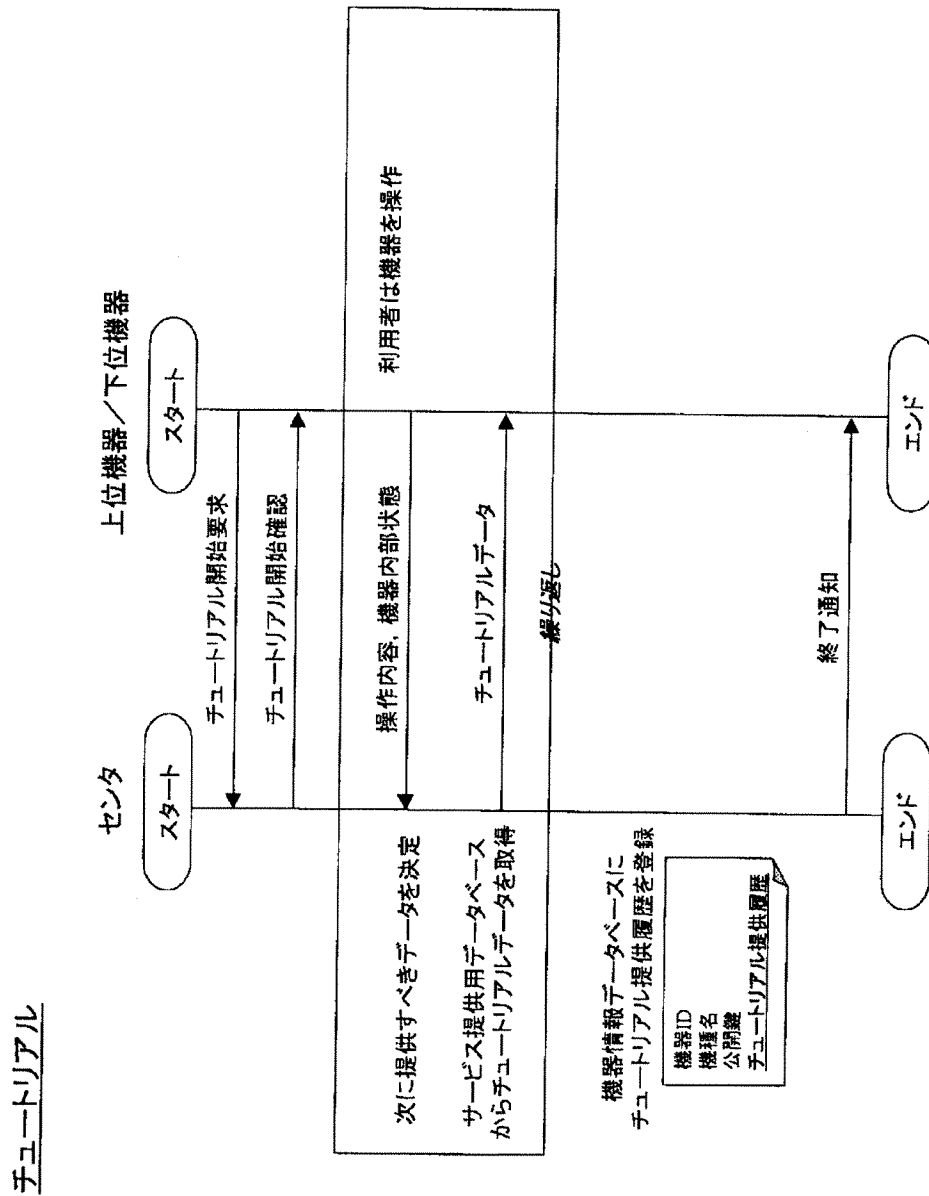 チュートリアル
センタ
上位機器／下位機器
スタート
スタート
チュートリアル開始要求
チュートリアル開始確認
利用者は機器を操作
操作内容，機器内部状態
次に提供すべきデータを決定
サービス提供用データベース
からチュートリアルデータを取得
チュートリアルデータ
繰り返し
機器情報データベースに
チュートリアル提供履歴を登録
機器ID
機種名
公開鍵
チュートリアル提供履歴
終了通知
エンド
エンド